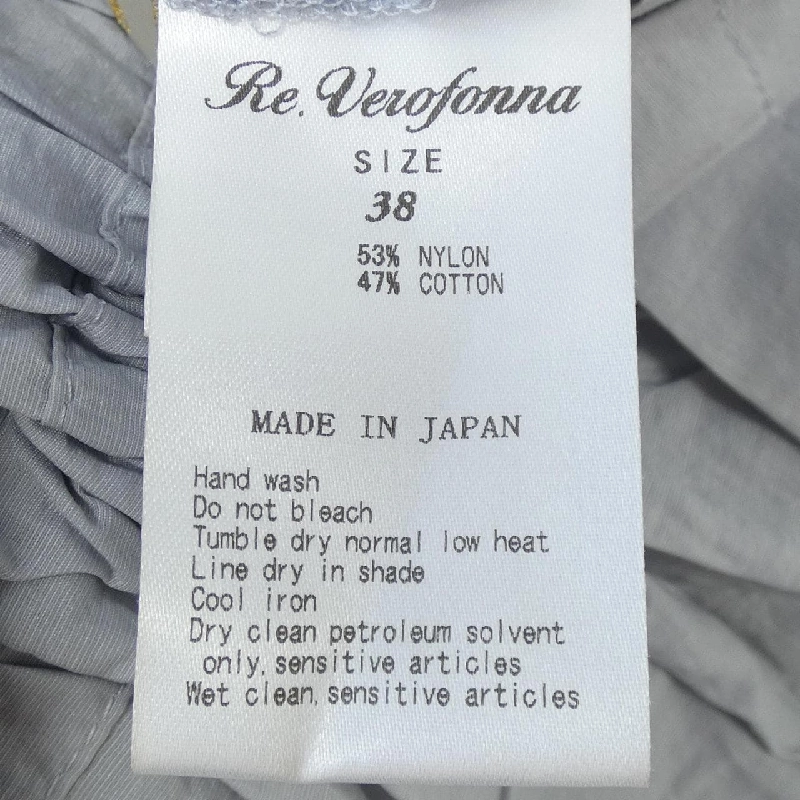 Re. Verofonna
SIZE
38
53% NYLON
47% COTTON
MADE IN JAPAN
Hand wash
Do not bleach
Tumble dry normal low heat
Line dry in shade
Cool iron
Dry clean petroleum solvent
only, sensitive articles
Wet clean, sensitive articles